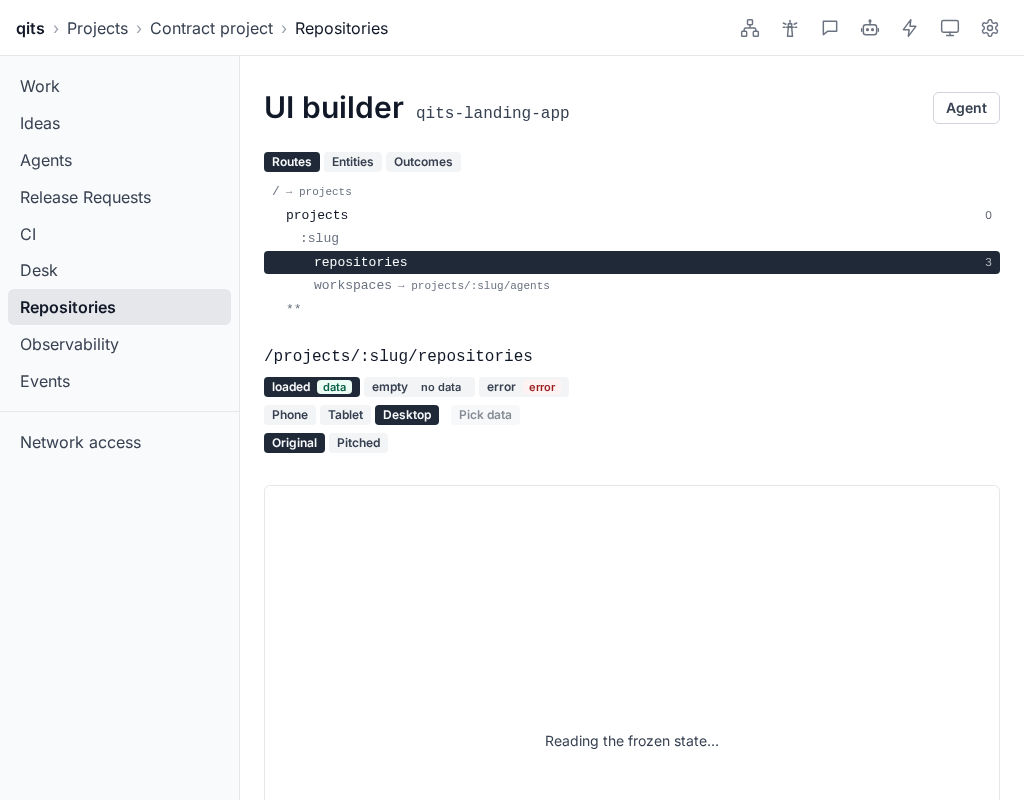 qits › Projects › Contract project › Repositories
Work
Ideas
Agents
Release Requests
CI
Desk
Repositories
Observability
Events
Network access
UI builder qits-landing-app
Agent
Routes Entities Outcomes
/ → projects
projects 0
:slug
repositories 3
workspaces → projects/:slug/agents
**
/projects/:slug/repositories
loaded data empty no data error error
Phone Tablet Desktop Pick data
Original Pitched
Reading the frozen state...